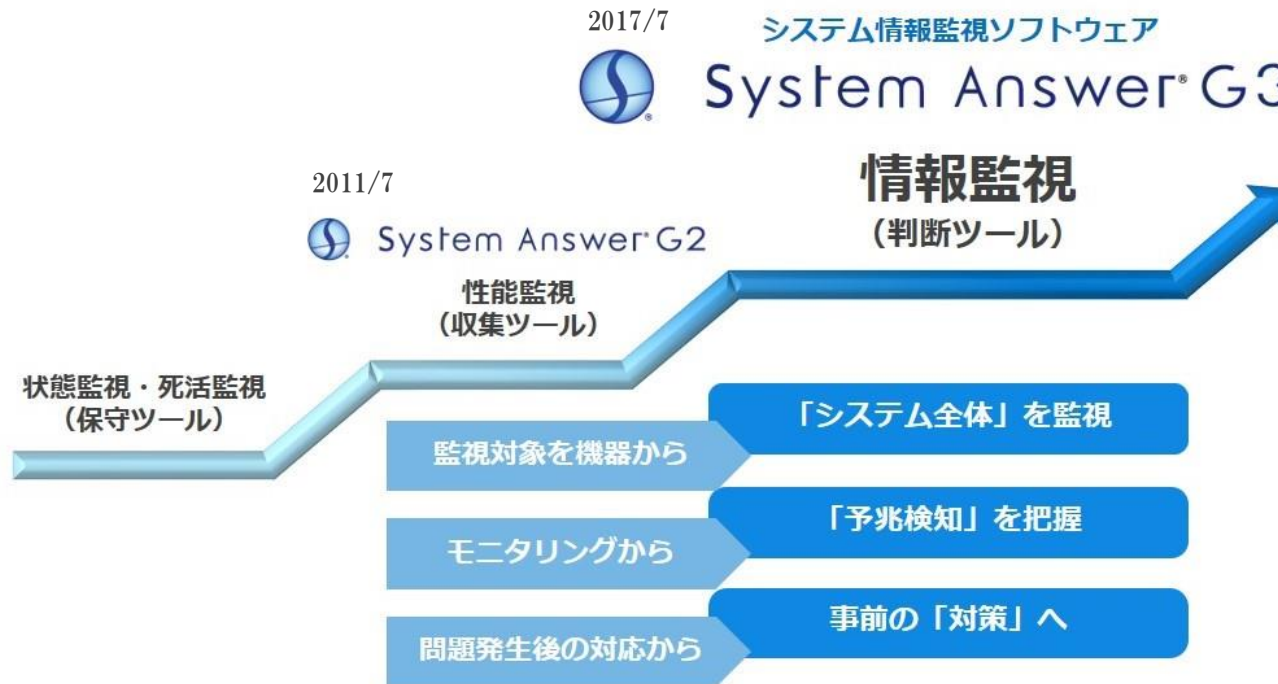 2017/7
システム情報監視ソフトウェア
System Answer® G3
情報監視
（判断ツール）
2011/7
System Answer® G2
性能監視
（収集ツール）
状態監視・死活監視
（保守ツール）
監視対象を機器から
「システム全体」を監視
モニタリングから
「予兆検知」を把握
問題発生後の対応から
事前の「対策」へ